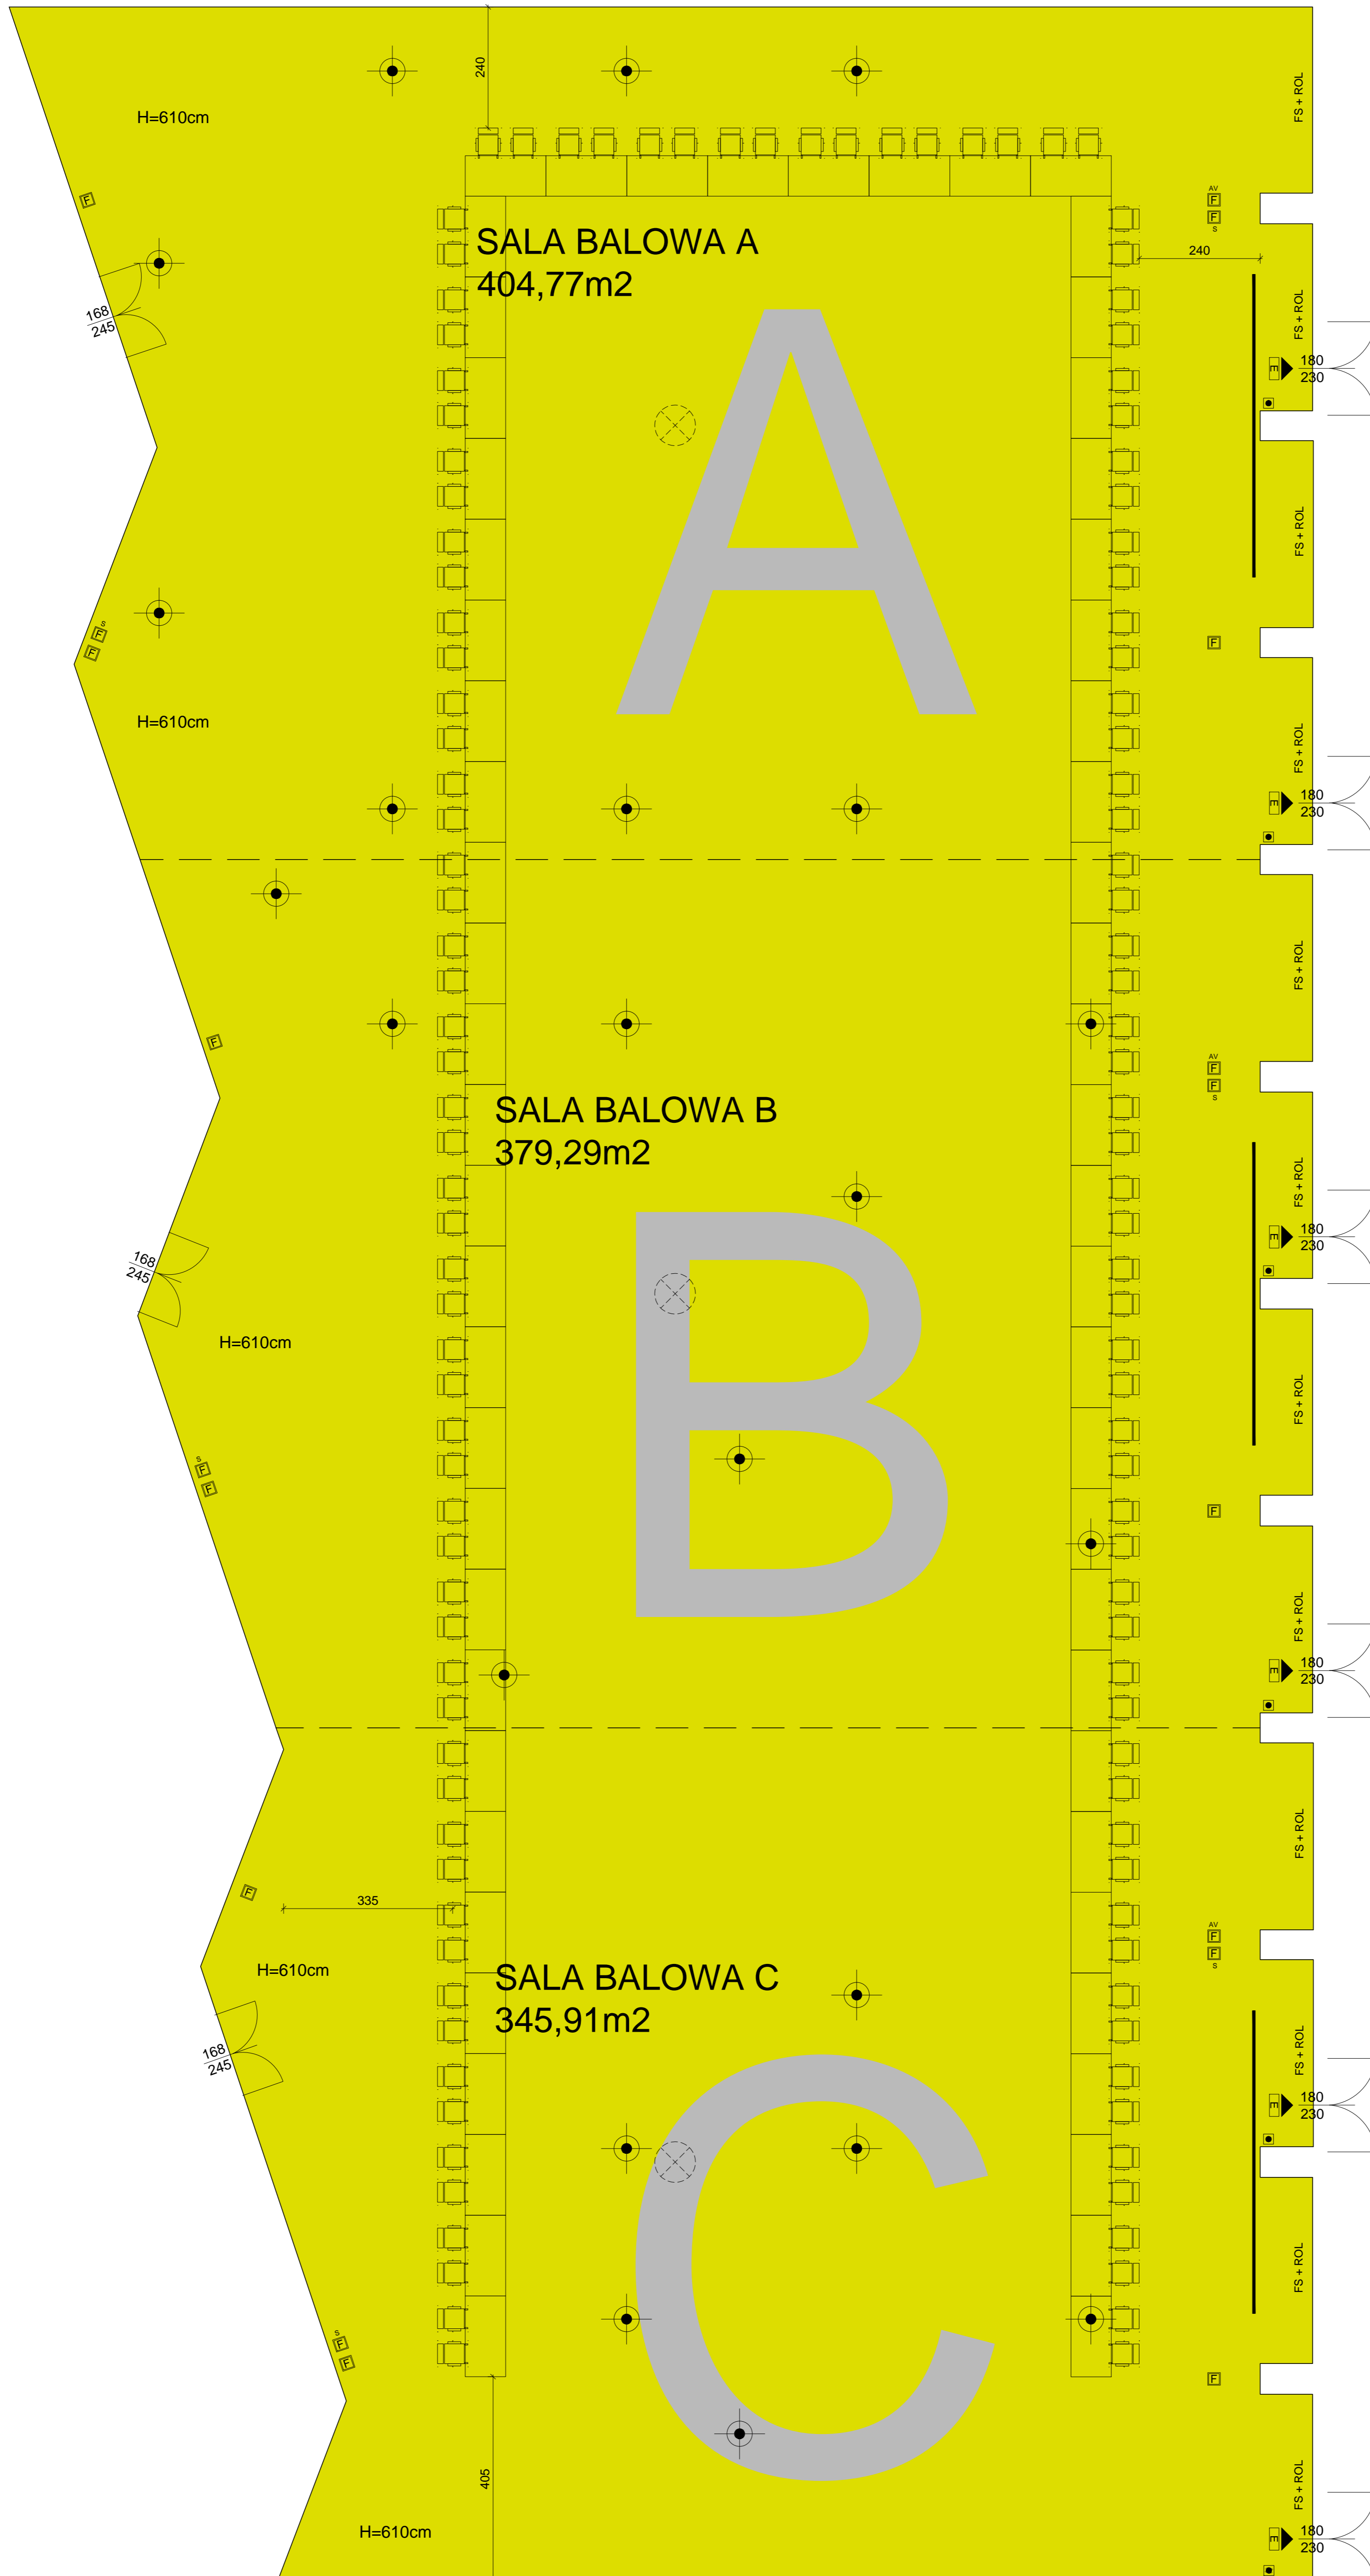 240
FS + ROL
H=610cm
F
AV
F
F
S
SALA BALOWA A
404,77m2
240
168
245
FS + ROL
E
180
230
A
FS + ROL
S
F
F
F
H=610cm
FS + ROL
E
180
230
FS + ROL
F
AV
F
F
S
SALA BALOWA B
379,29m2
FS + ROL
E
180
230
168
245
H=610cm
B
FS + ROL
S
F
F
F
FS + ROL
E
180
230
FS + ROL
F
335
AV
F
F
S
H=610cm
SALA BALOWA C
345,91m2
168
245
FS + ROL
E
180
230
C
FS + ROL
S
F
F
F
405
FS + ROL
H=610cm
E
180
230